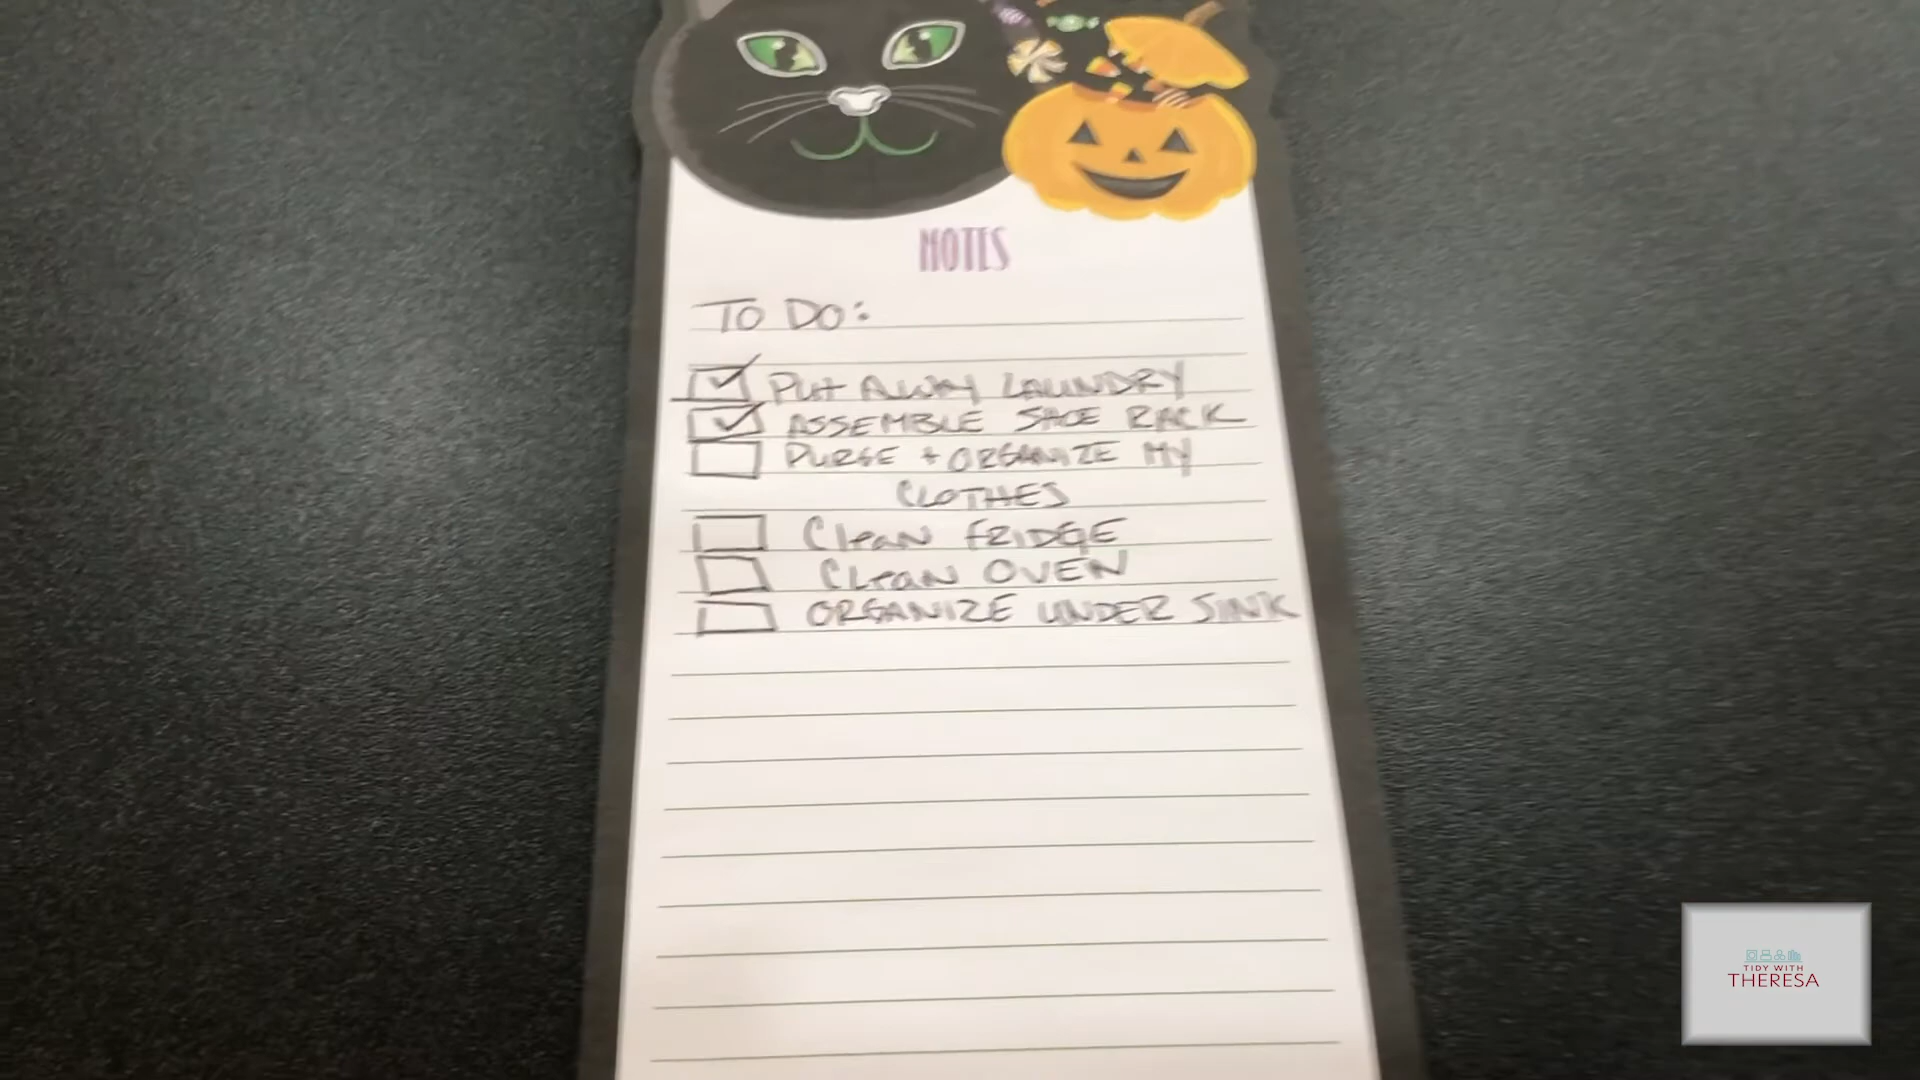 NOTES
TO DO:
PUT AWAY LAUNDRY
ASSEMBLE SHOE RACK
PURGE + ORGANIZE MY
CLOTHES
Clean FRIDGE
Clean OVEN
ORGANIZE UNDER SINK
TIDY WITH
THERESA